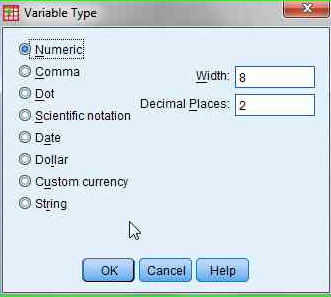 Variable Type
Numeric
Comma
Dot
Scientific notation
Date
Dollar
Custom currency
String
Width: 8
Decimal Places: 2
OK Cancel Help